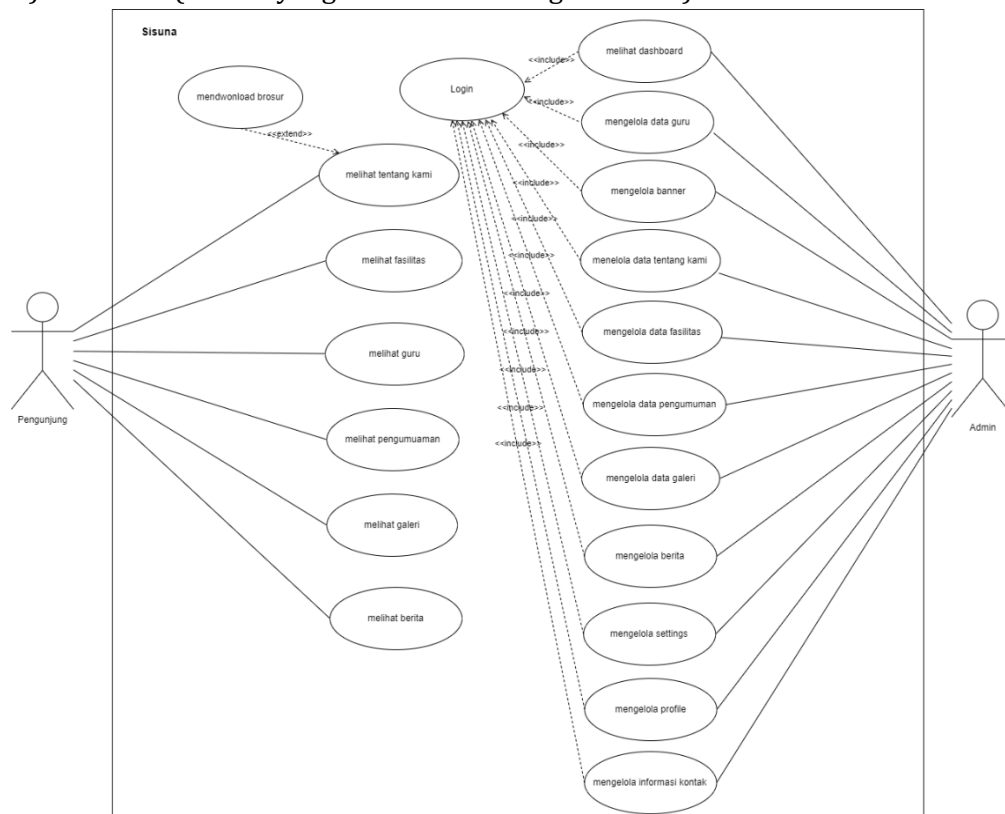 Sisuna
mendwonload brosur
<<extend>>
melihat tentang kami
melihat fasilitas
melihat guru
melihat pengumuaman
melihat galeri
melihat berita
Pengunjung
Login
<<include>>
<<include>>
<<include>>
<<include>>
<<include>>
<<include>>
<<include>>
<<include>>
<<include>>
<<include>>
<<include>>
melihat dashboard
mengelola data guru
mengelola banner
menelola data tentang kami
mengelola data fasilitas
mengelola data pengumuman
mengelola data galeri
mengelola berita
mengelola settings
mengelola profile
mengelola informasi kontak
Admin